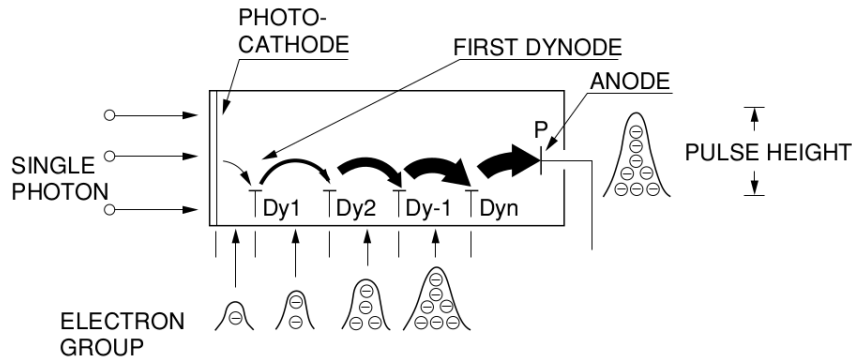 PHOTO-
CATHODE
FIRST DYNODE
ANODE
P
SINGLE
PHOTON
PULSE HEIGHT
Dy1
Dy2
Dy-1
Dyn
ELECTRON
GROUP